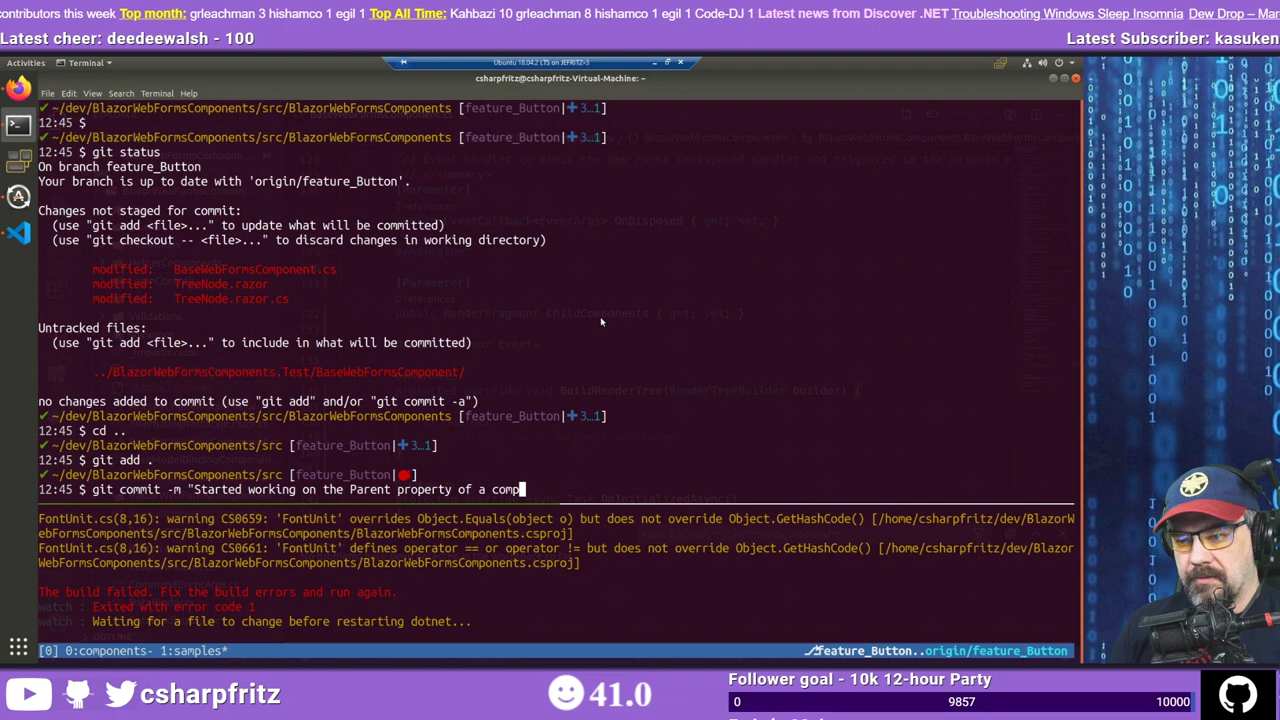 contributors this week Top month: grleachman 3 hishamco 1 egil 1 Top All Time: Kahbazi 10 grleachman 8 hishamco 1 egil 1 Code-DJ 1 Latest news from Discover .NET Troubleshooting Windows Sleep Insomnia Dew Drop – Mar
Latest cheer: deedeewalsh - 100
Latest Subscriber: kasuken
Activities
Terminal
Ubuntu 18.04.2 LTS on JEFRITZ-3
csharpfritz@csharpfritz-Virtual-Machine: ~
File Edit View Search Terminal Help
✔ ~/dev/BlazorWebFormsComponents/src/BlazorWebFormsComponents [feature_Button|✚ 3…1]
12:45 $
✔ ~/dev/BlazorWebFormsComponents/src/BlazorWebFormsComponents [feature_Button|✚ 3…1]
12:45 $ git status
On branch feature_Button
Your branch is up to date with 'origin/feature_Button'.
Changes not staged for commit:
(use "git add <file>..." to update what will be committed)
(use "git checkout -- <file>..." to discard changes in working directory)
modified: BaseWebFormsComponent.cs
modified: TreeNode.razor
modified: TreeNode.razor.cs
Untracked files:
(use "git add <file>..." to include in what will be committed)
../BlazorWebFormsComponents.Test/BaseWebFormsComponent/
no changes added to commit (use "git add" and/or "git commit -a")
✔ ~/dev/BlazorWebFormsComponents/src/BlazorWebFormsComponents [feature_Button|✚ 3…1]
12:45 $ cd ..
✔ ~/dev/BlazorWebFormsComponents/src [feature_Button|✚ 3…1]
12:45 $ git add .
✔ ~/dev/BlazorWebFormsComponents/src [feature_Button|]
12:45 $ git commit -m "Started working on the Parent property of a comp
FontUnit.cs(8,16): warning CS0659: 'FontUnit' overrides Object.Equals(object o) but does not override Object.GetHashCode() [/home/csharpfritz/dev/BlazorW
ebFormsComponents/src/BlazorWebFormsComponents/BlazorWebFormsComponents.csproj]
FontUnit.cs(8,16): warning CS0661: 'FontUnit' defines operator == or operator != but does not override Object.GetHashCode() [/home/csharpfritz/dev/Blazor
WebFormsComponents/src/BlazorWebFormsComponents/BlazorWebFormsComponents.csproj]
The build failed. Fix the build errors and run again.
watch : Exited with error code 1
watch : Waiting for a file to change before restarting dotnet...
[0] 0:components- 1:samples*
feature_Button..origin/feature_Button
csharpfritz
41.0
Follower goal - 10k 12-hour Party
0 9857 10000